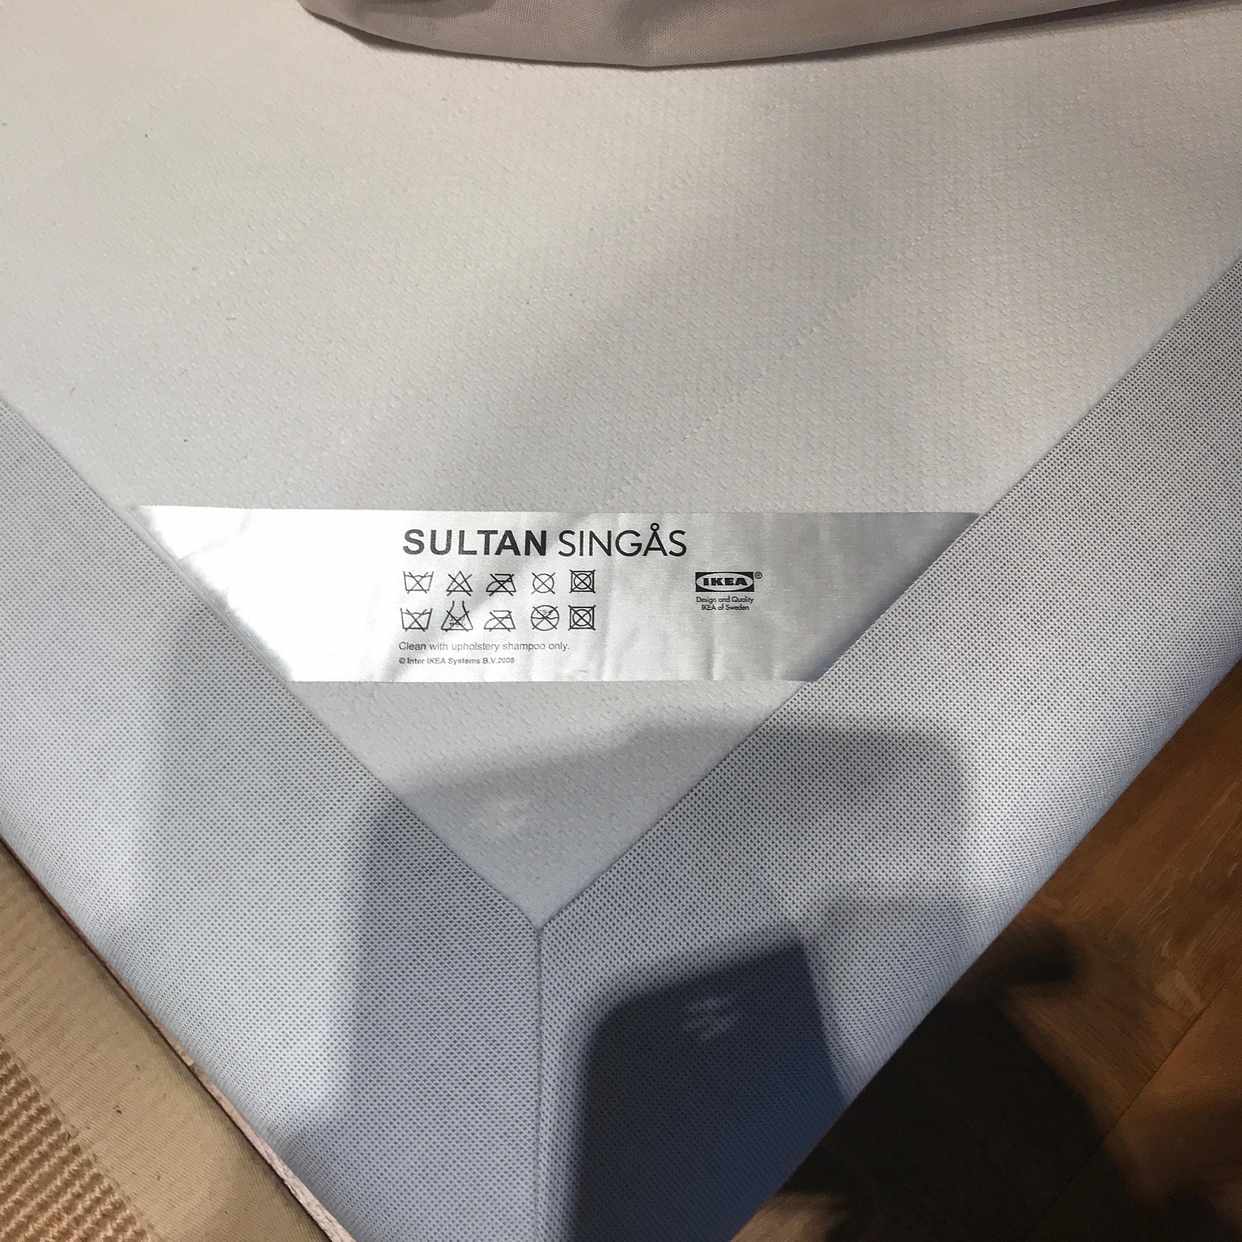 SULTAN SINGÅS
IKEA®
Design and Quality
IKEA of Sweden
Clean with upholstery shampoo only.
© Inter IKEA Systems B.V.2008